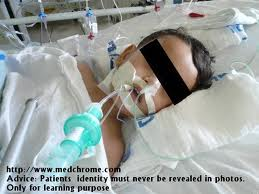 http://www.medchrome.com
Advice: Patients  identity must never be revealed in photos.
Only for learning purpose